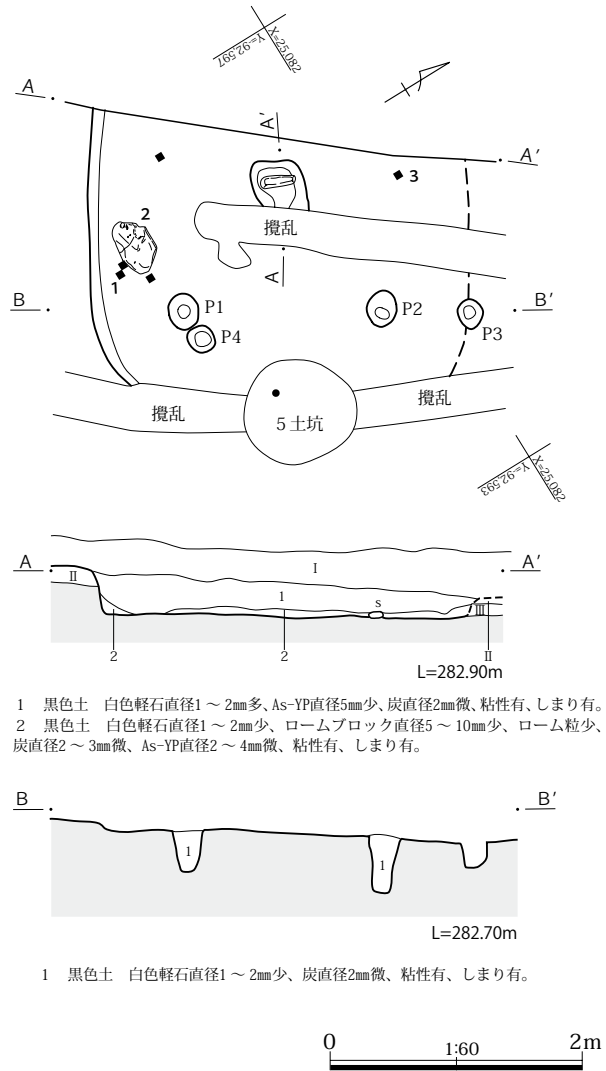 X=25.082
Y=-92.597
A
A'
A'
3
2
攪乱
A
1
B
B'
P1
P2
P3
P4
攪乱
攪乱
5土坑
X=25.082
Y=-92.593
A
A'
Ⅱ
Ⅰ
1
s
Ⅲ
2
2
Ⅱ
L=282.90m
1 黒色土 白色軽石直径1～2㎜多、As-YP直径5㎜少、炭直径2㎜微、粘性有、しまり有。
2 黒色土 白色軽石直径1～2㎜少、ロームブロック直径5～10㎜少、ローム粒少、
炭直径2～3㎜微、As-YP直径2～4㎜微、粘性有、しまり有。
B
B'
1
1
L=282.70m
1 黒色土 白色軽石直径1～2㎜少、炭直径2㎜微、粘性有、しまり有。
0
1:60
2m